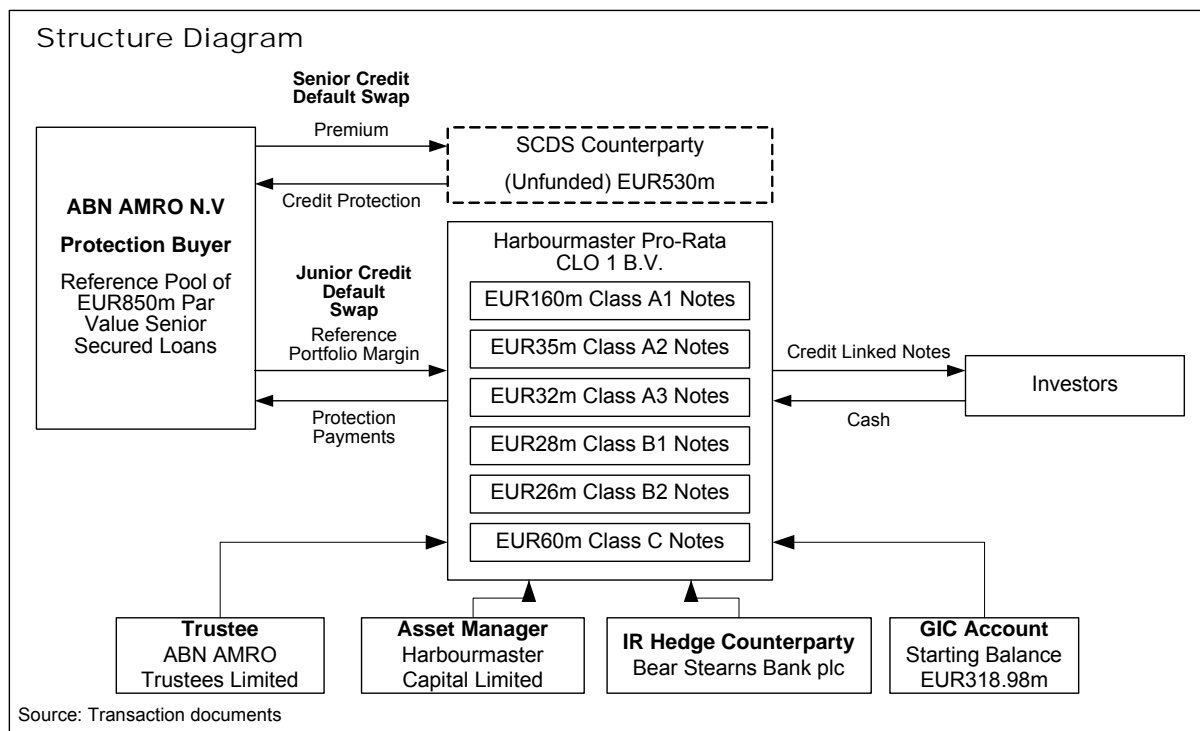 Structure Diagram
Senior Credit
Default Swap
Premium
Credit Protection
SCDS Counterparty
(Unfunded) EUR530m
ABN AMRO N.V
Protection Buyer
Reference Pool of
EUR850m Par
Value Senior
Secured Loans
Junior Credit
Default
Swap
Reference
Portfolio Margin
Protection
Payments
Harbourmaster Pro-Rata
CLO 1 B.V.
EUR160m Class A1 Notes
EUR35m Class A2 Notes
EUR32m Class A3 Notes
EUR28m Class B1 Notes
EUR26m Class B2 Notes
EUR60m Class C Notes
Credit Linked Notes
Cash
Investors
Trustee
ABN AMRO
Trustees Limited
Asset Manager
Harbourmaster
Capital Limited
IR Hedge Counterparty
Bear Stearns Bank plc
GIC Account
Starting Balance
EUR318.98m
Source: Transaction documents